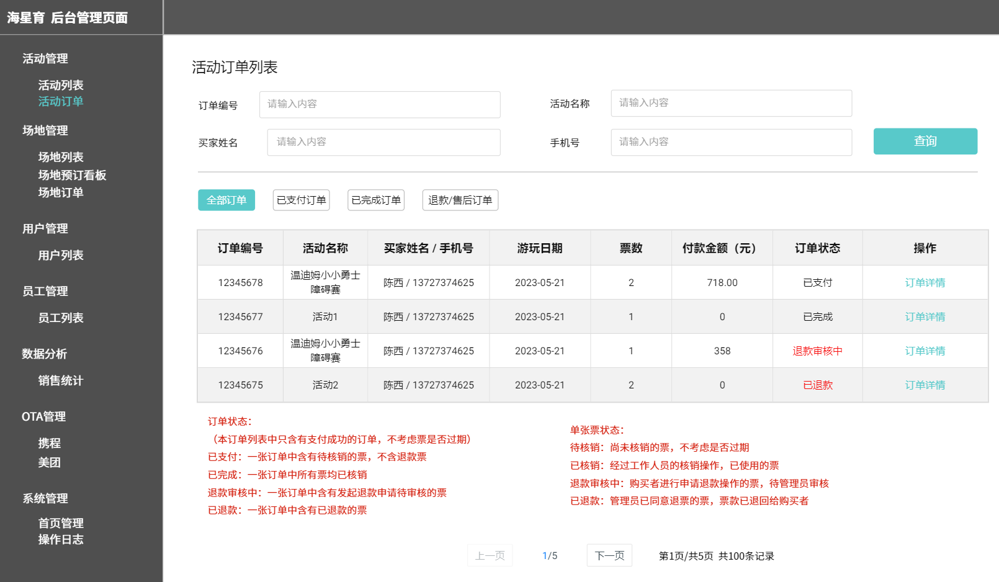 海星育 后台管理页面
活动管理
活动列表
活动订单
场地管理
场地列表
场地预订看板
场地订单
用户管理
用户列表
员工管理
员工列表
数据分析
销售统计
OTA管理
携程
美团
系统管理
首页管理
操作日志
活动订单列表
订单编号 请输入内容 活动名称 请输入内容
买家姓名 请输入内容 手机号 请输入内容 查询
全部订单 已支付订单 已完成订单 退款/售后订单
订单编号 活动名称 买家姓名 / 手机号 游玩日期 票数 付款金额（元） 订单状态 操作
12345678 温迪姆小小勇士 陈西 / 13727374625 2023-05-21 2 718.00 已支付 订单详情
障碍赛
12345677 活动1 陈西 / 13727374625 2023-05-21 1 0 已完成 订单详情
12345676 温迪姆小小勇士 陈西 / 13727374625 2023-05-21 1 358 退款审核中 订单详情
障碍赛
12345675 活动2 陈西 / 13727374625 2023-05-21 2 0 已退款 订单详情
订单状态：
（本订单列表中只含有支付成功的订单，不考虑票是否过期）
已支付：一张订单中含有待核销的票，不含退款票
已完成：一张订单中所有票均已核销
退款审核中：一张订单中含有发起退款申请待审核的票
已退款：一张订单中含有已退款的票
单张票状态：
待核销：尚未核销的票，不考虑是否过期
已核销：经过工作人员的核销操作，已使用的票
退款审核中：购买者进行申请退款操作的票，待管理员审核
已退款：管理员已同意退票的票，票款已退回给购买者
上一页 1/5 下一页 第1页/共5页 共100条记录